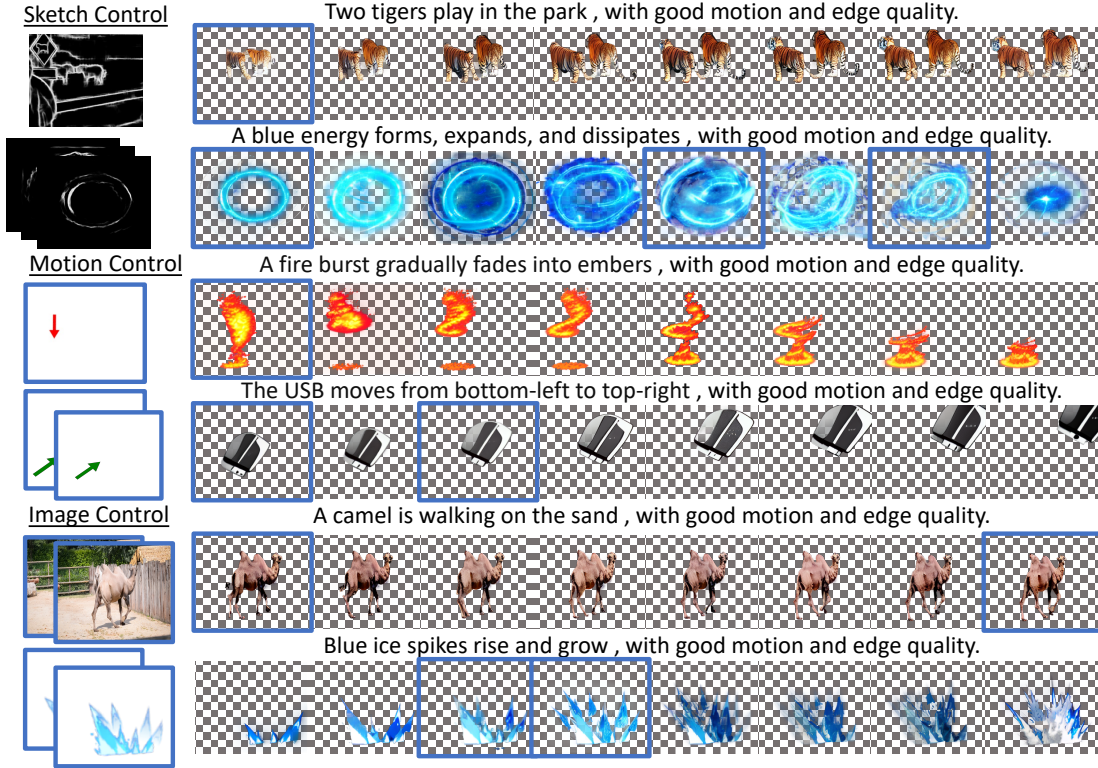 Sketch Control
Two tigers play in the park , with good motion and edge quality.
A blue energy forms, expands, and dissipates , with good motion and edge quality.
Motion Control
A fire burst gradually fades into embers , with good motion and edge quality.
The USB moves from bottom-left to top-right , with good motion and edge quality.
Image Control
A camel is walking on the sand , with good motion and edge quality.
Blue ice spikes rise and grow , with good motion and edge quality.